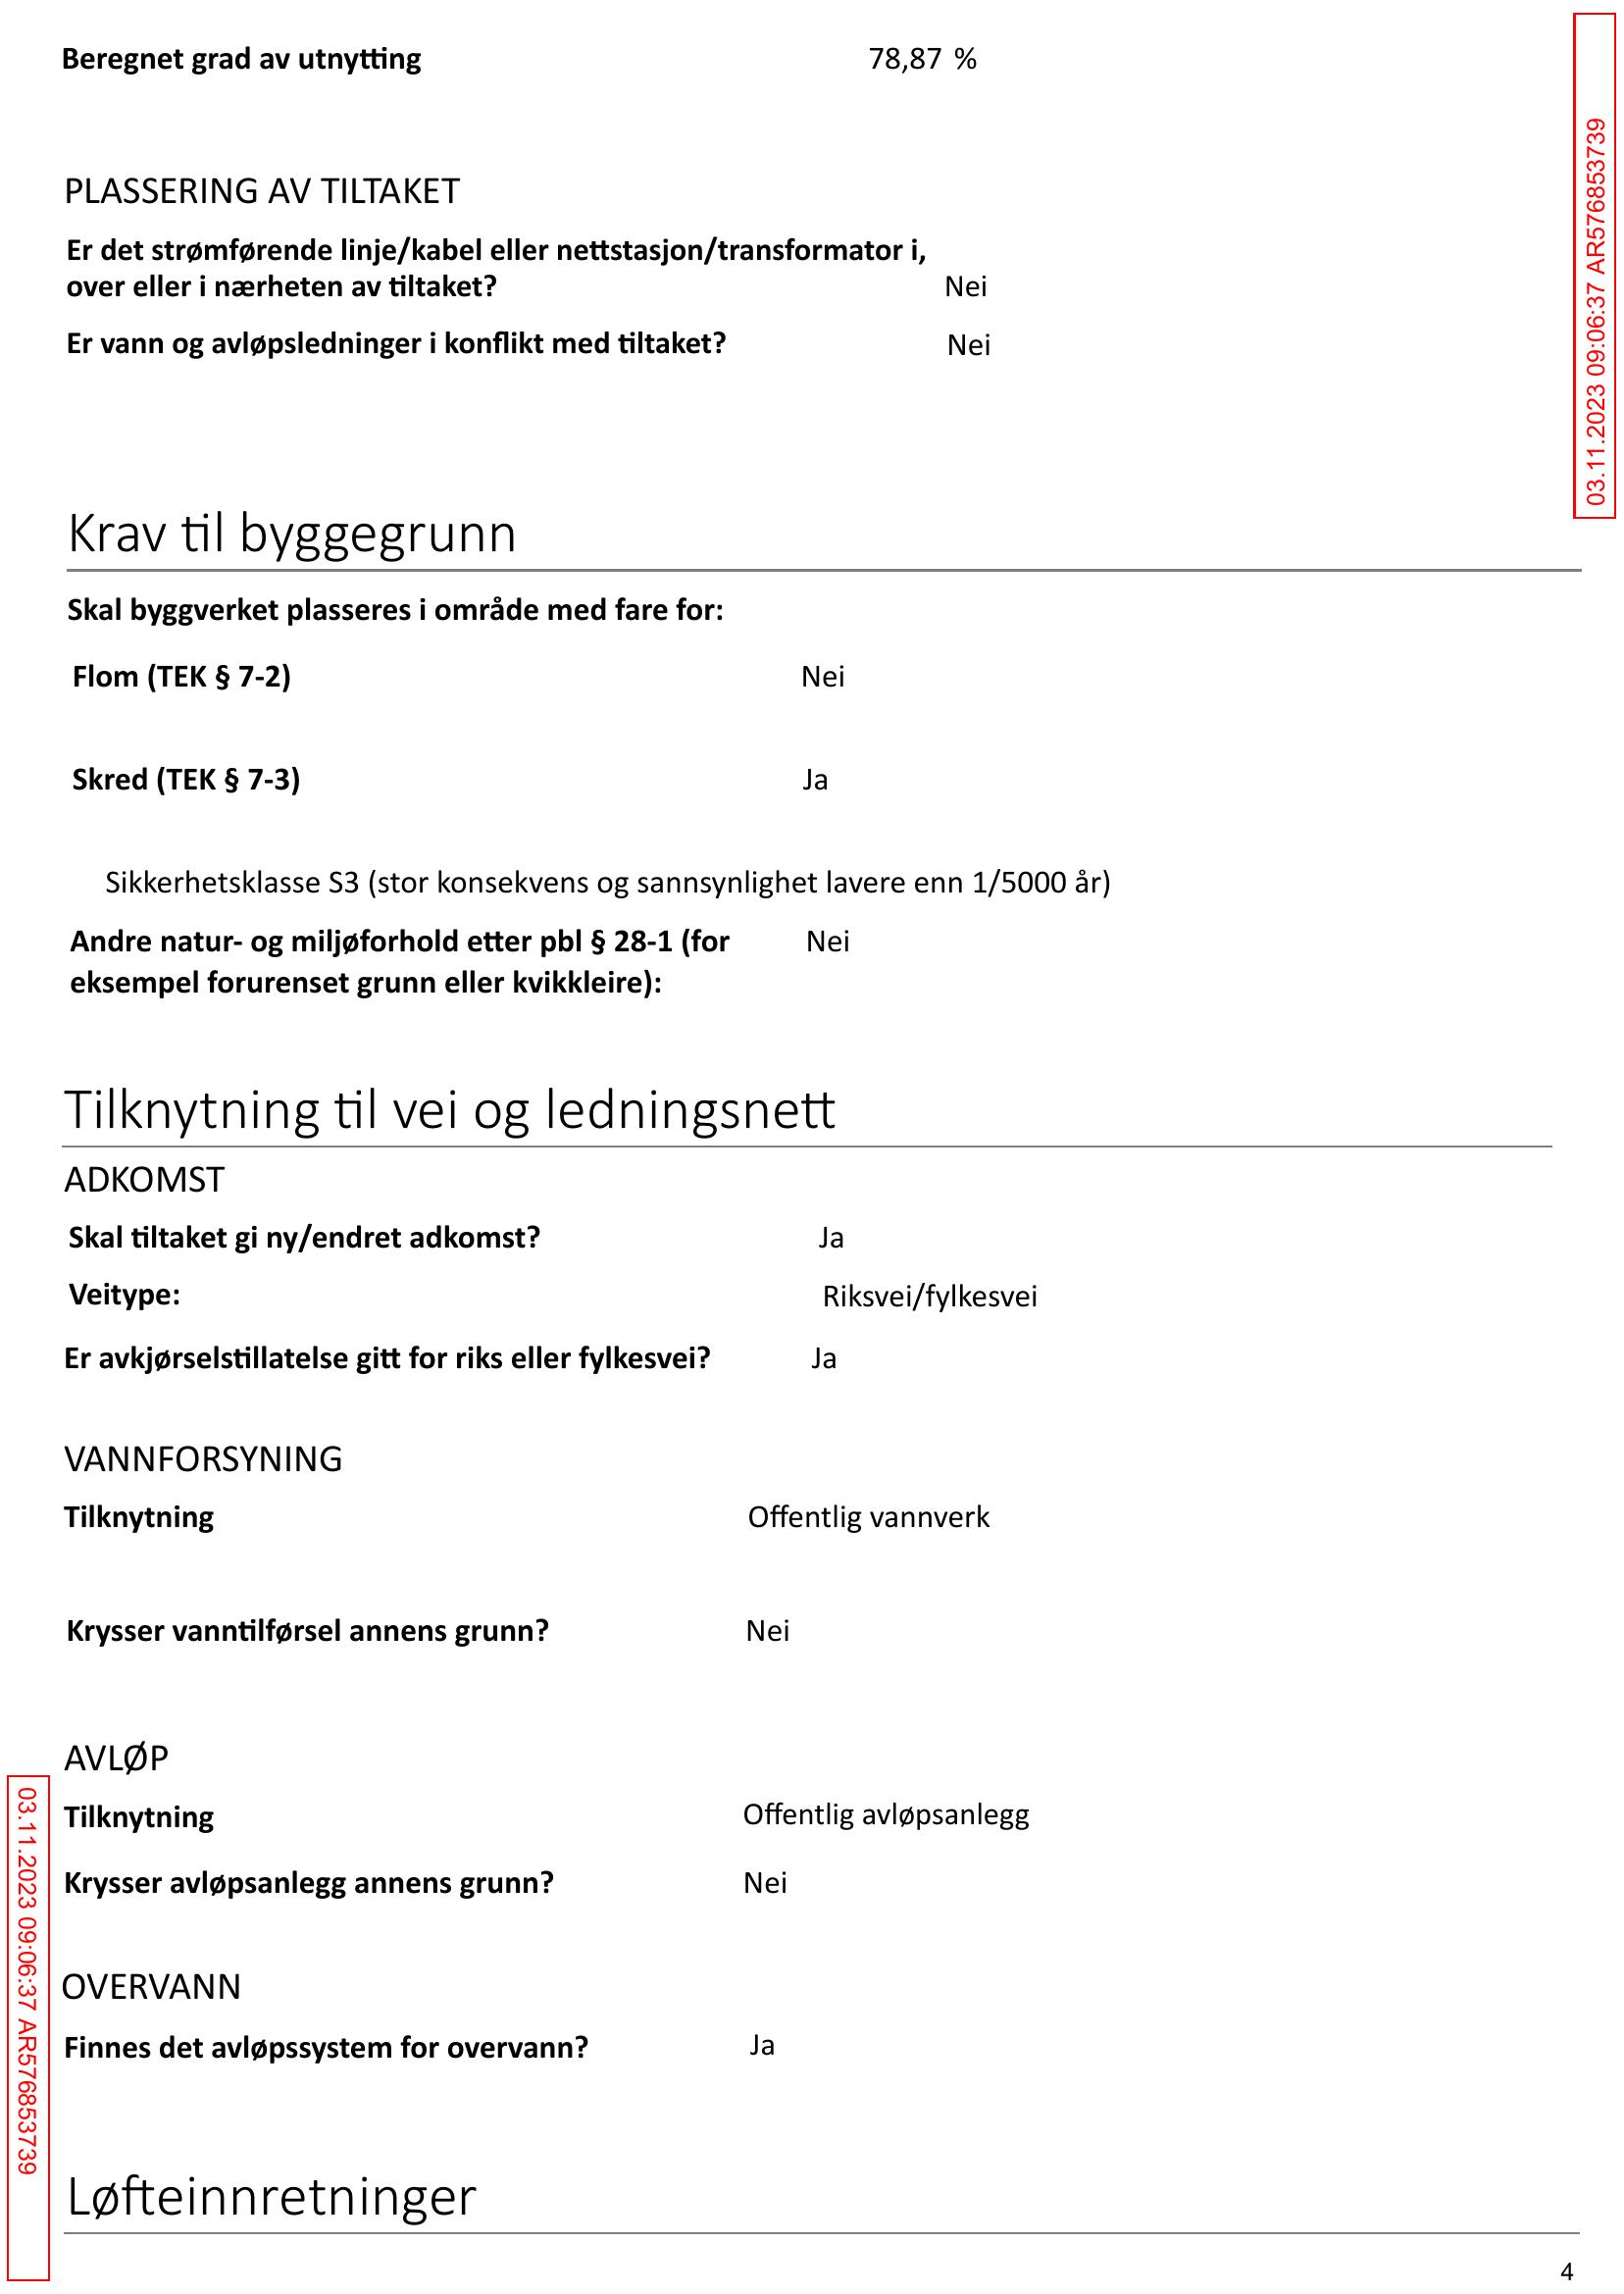 Beregnet grad av utnytting 78,87 %
PLASSERING AV TILTAKET
Er det strømførende linje/kabel eller nettstasjon/transformator i,
over eller i nærheten av tiltaket? Nei
Er vann og avløpsledninger i konflikt med tiltaket? Nei
Krav til byggegrunn
Skal byggverket plasseres i område med fare for:
Flom (TEK § 7-2) Nei
Skred (TEK § 7-3) Ja
Sikkerhetsklasse S3 (stor konsekvens og sannsynlighet lavere enn 1/5000 år)
Andre natur- og miljøforhold etter pbl § 28-1 (for Nei
eksempel forurenset grunn eller kvikkleire):
Tilknytning til vei og ledningsnett
ADKOMST
Skal tiltaket gi ny/endret adkomst? Ja
Veitype: Riksvei/fylkesvei
Er avkjørselstillatelse gitt for riks eller fylkesvei? Ja
VANNFORSYNING
Tilknytning Offentlig vannverk
Krysser vanntilførsel annens grunn? Nei
AVLØP
Tilknytning Offentlig avløpsanlegg
Krysser avløpsanlegg annens grunn? Nei
OVERVANN
Finnes det avløpssystem for overvann? Ja
Løfteinnretninger
4
03.11.2023 09:06:37 AR576853739
03.11.2023 09:06:37 AR576853739